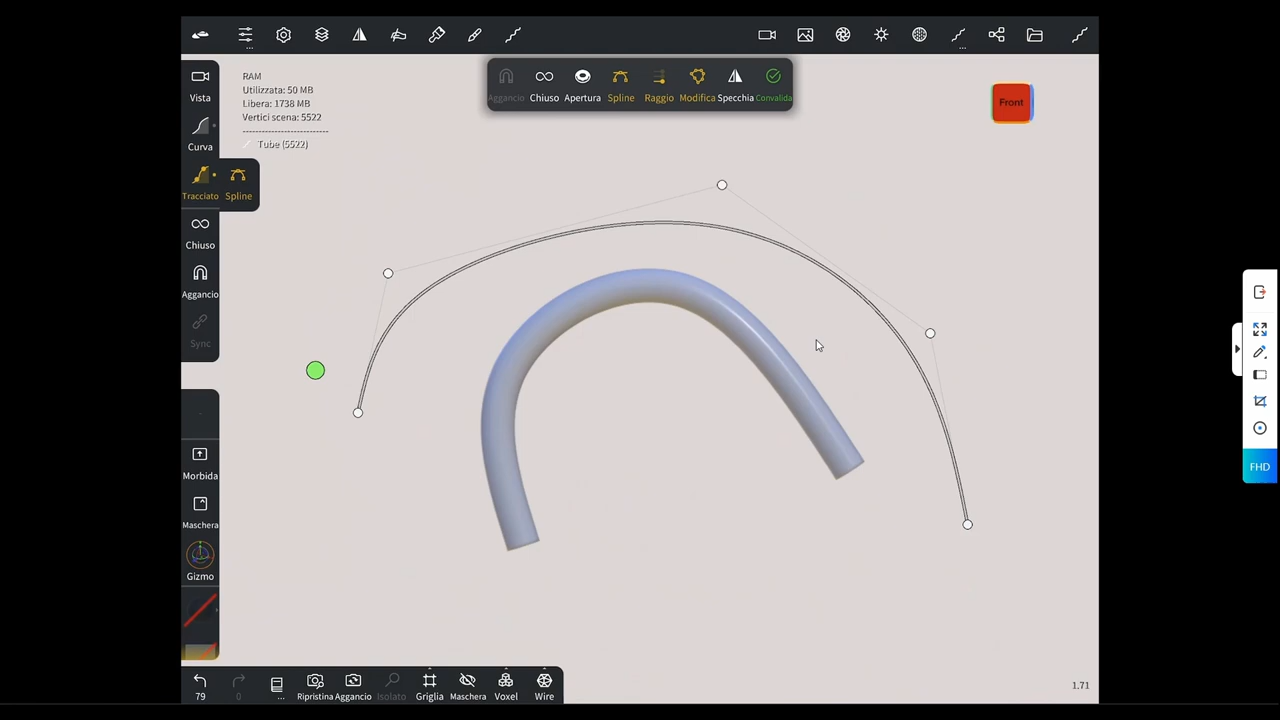 RAM
Utilizzata: 50 MB
Libera: 1738 MB
Vertici scena: 5522
--------------------------
Tube (5522)
Aggancio Chiuso Apertura Spline Raggio Modifica Specchia Convalida
Front
Vista
Curva
Tracciato Spline
Chiuso
Aggancio
Sync
Morbida
Maschera
Gizmo
FHD
79 0 ... Ripristina Aggancio Isolato Griglia Maschera Voxel Wire
1.71